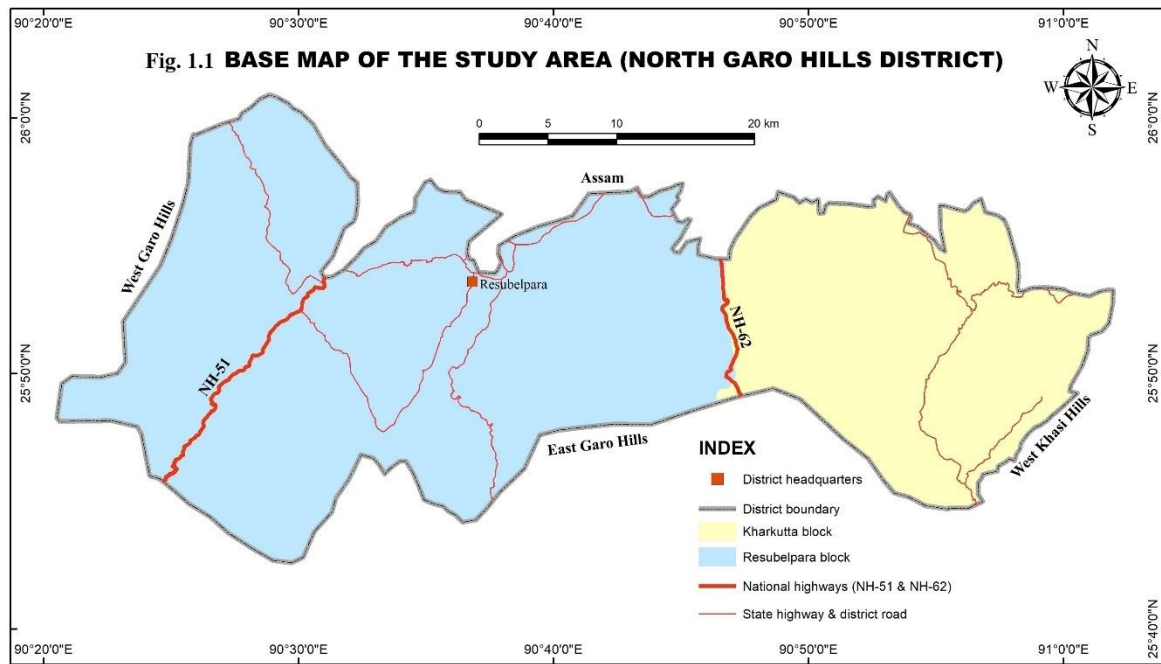 90°20'0"E 90°30'0"E 90°40'0"E 90°50'0"E 91°0'0"E
Fig. 1.1 BASE MAP OF THE STUDY AREA (NORTH GARO HILLS DISTRICT)
N
W E
S
26°0'0"N
26°0'0"N
0 5 10 20 km
Assam
West Garo Hills
Resubelpara
NH-51
NH-62
25°50'0"N
25°50'0"N
East Garo Hills
West Khasi Hills
INDEX
District headquarters
District boundary
Kharkutta block
Resubelpara block
National highways (NH-51 & NH-62)
State highway & district road
25°40'0"N
25°40'0"N
90°20'0"E 90°30'0"E 90°40'0"E 90°50'0"E 91°0'0"E